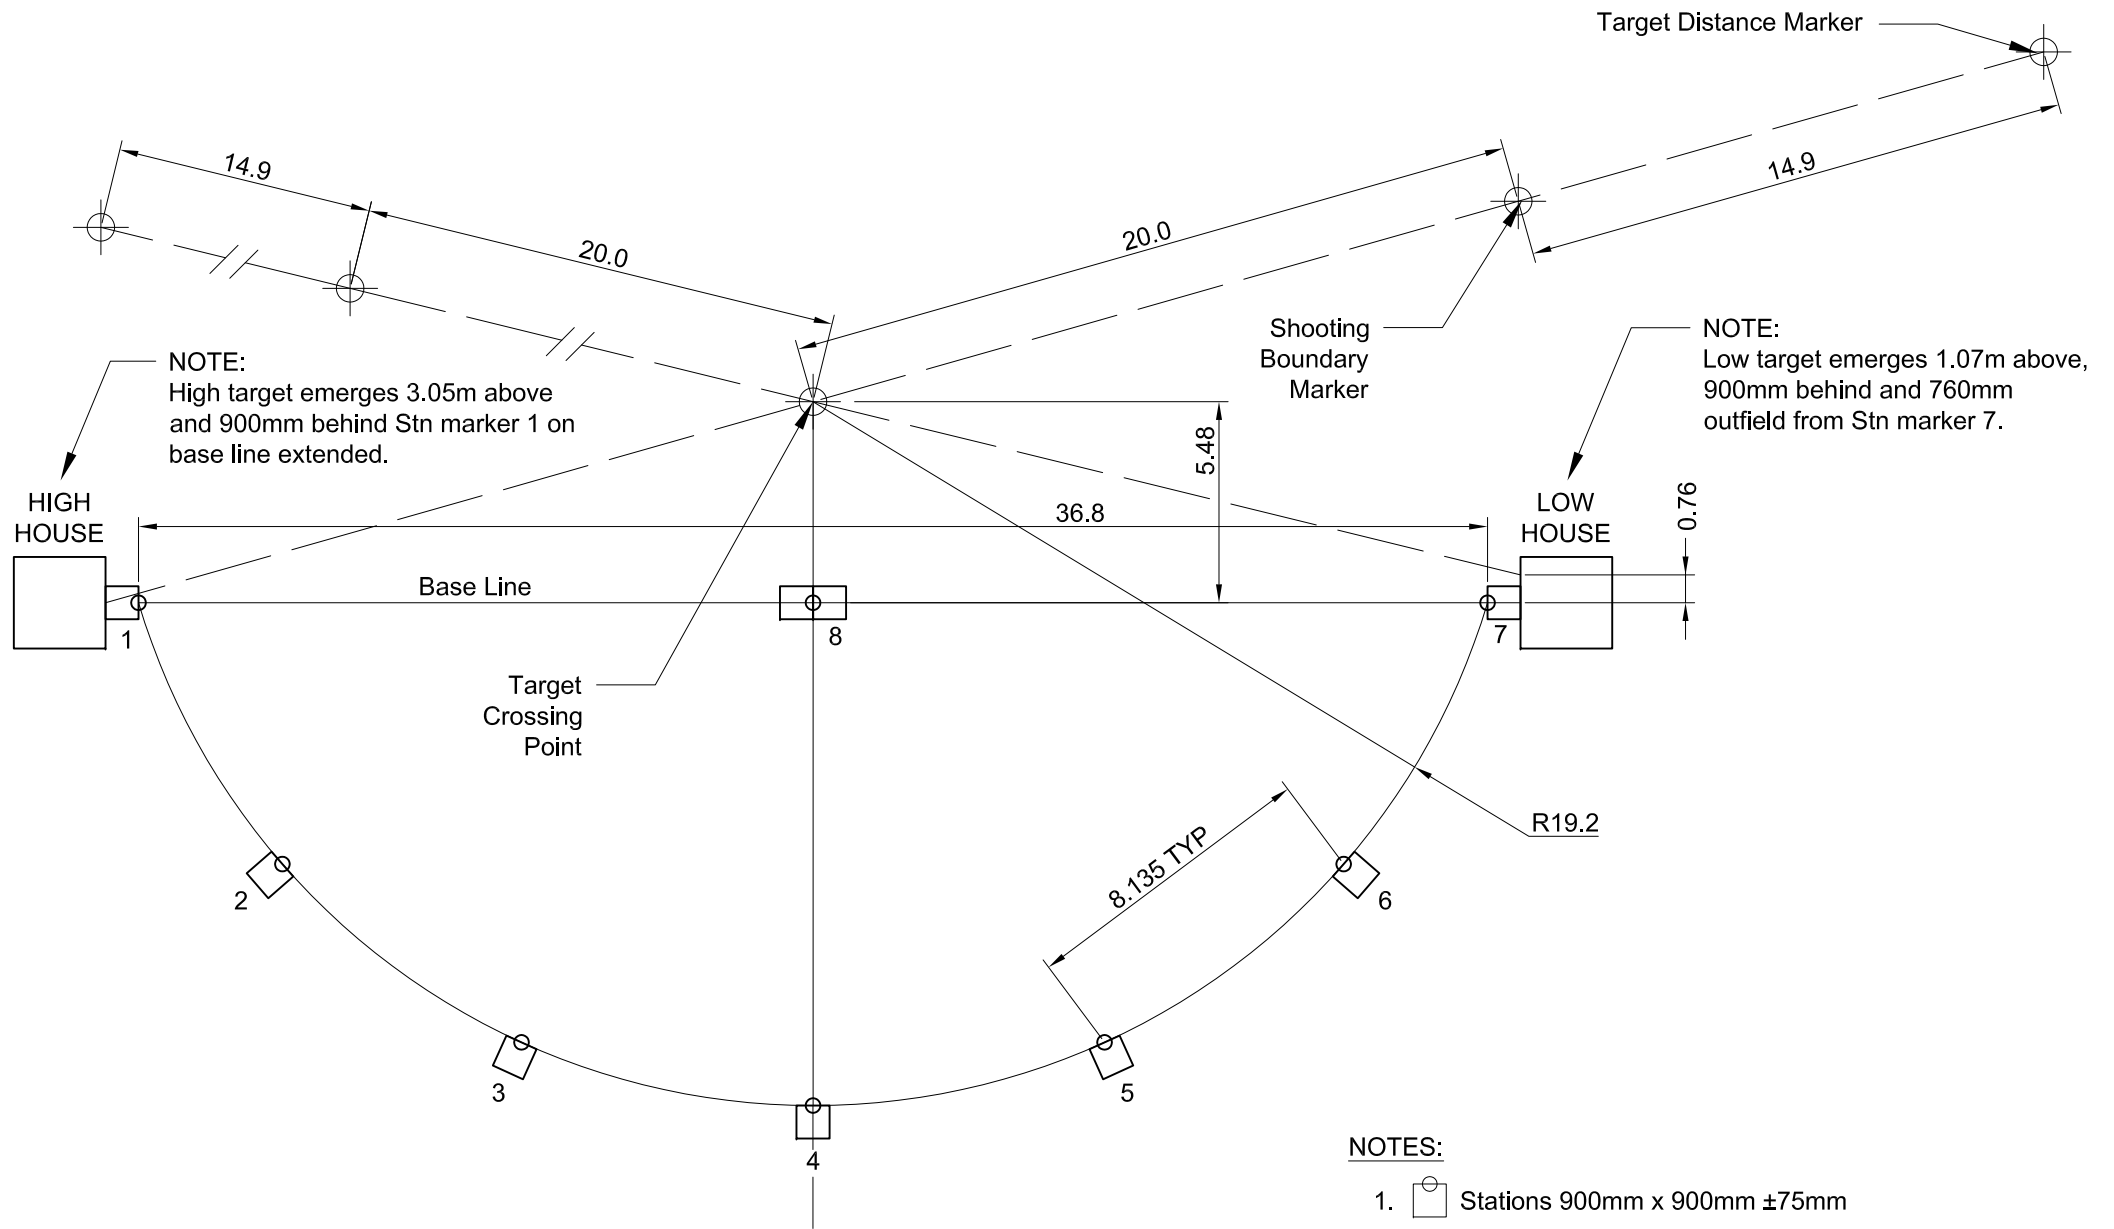 Target Distance Marker
14.9
20.0
20.0
14.9
NOTE:
High target emerges 3.05m above
and 900mm behind Stn marker 1 on
base line extended.
Shooting
Boundary
Marker
NOTE:
Low target emerges 1.07m above,
900mm behind and 760mm
outfield from Stn marker 7.
5.48
HIGH
HOUSE
36.8
LOW
HOUSE
0.76
Base Line
1
8
7
Target
Crossing
Point
R19.2
8.135 TYP
2
6
3
5
4
NOTES:
1. Stations 900mm x 900mm ±75mm